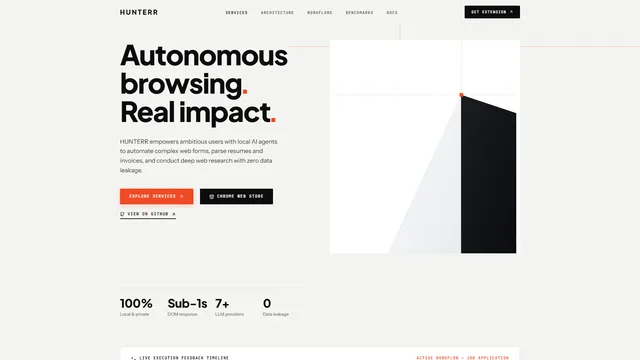 HUNTERR
SERVICES ARCHITECTURE WORKFLOWS BENCHMARKS DOCS
GET EXTENSION ↗
Autonomous
browsing.
Real impact.
HUNTERR empowers ambitious users with local AI agents
to automate complex web forms, parse resumes and
invoices, and conduct deep web research with zero data
leakage.
EXPLORE SERVICES ↗
CHROME WEB STORE
VIEW ON GITHUB ↗
100% Sub-1s 7+ 0
Local & private DOM response LLM providers Data leakage
LIVE EXECUTION FEEDBACK TIMELINE
ACTIVE WORKFLOW • JOB APPLICATION